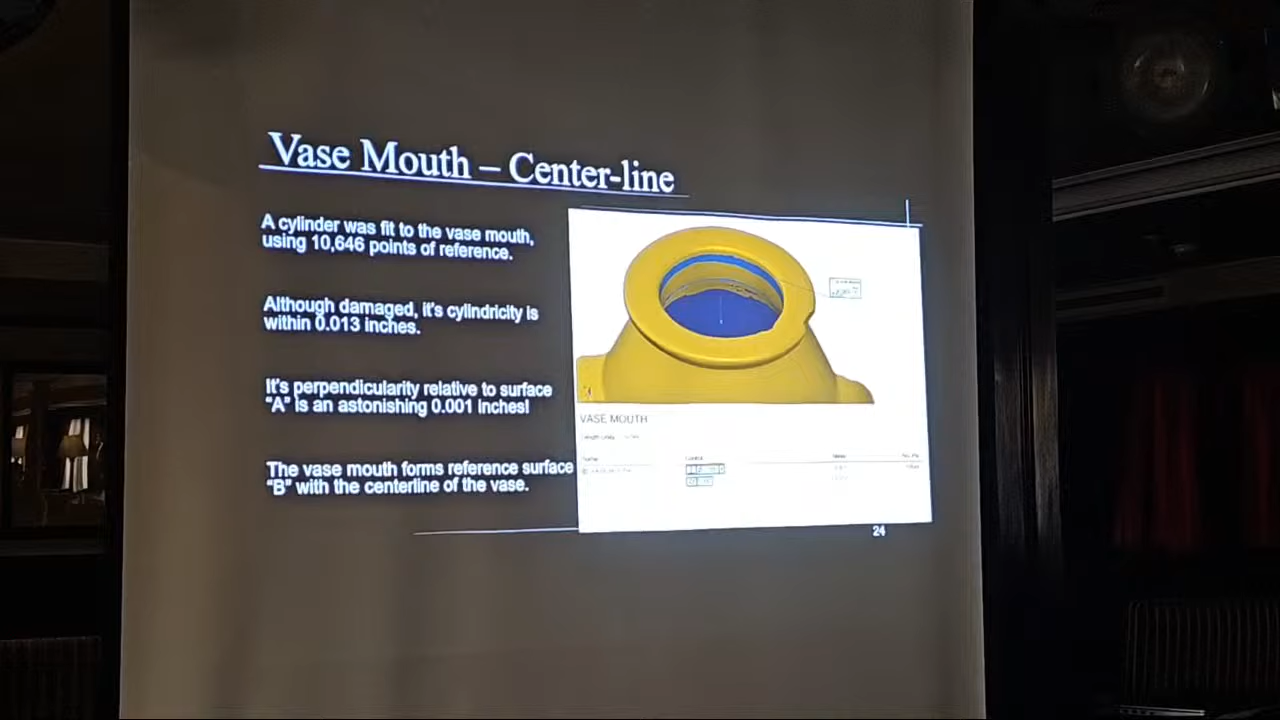 Vase Mouth – Center-line
A cylinder was fit to the vase mouth,
using 10,646 points of reference.
Although damaged, it's cylindricity is
within 0.013 inches.
It's perpendicularity relative to surface
"A" is an astonishing 0.001 inches!
The vase mouth forms reference surface
"B" with the centerline of the vase.
VASE MOUTH
24